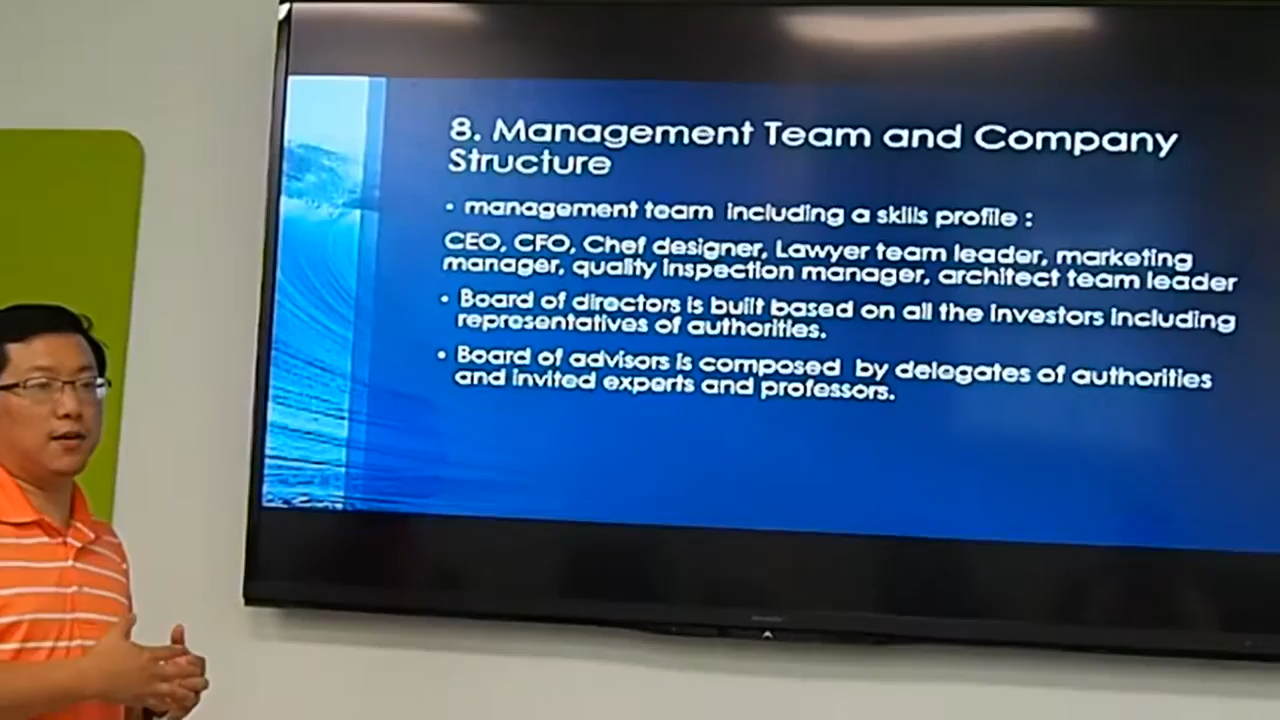 8. Management Team and Company
Structure
• management team including a skills profile :
CEO, CFO, Chef designer, Lawyer team leader, marketing
manager, quality inspection manager, architect team leader
• Board of directors is built based on all the investors including
representatives of authorities.
• Board of advisors is composed by delegates of authorities
and invited experts and professors.